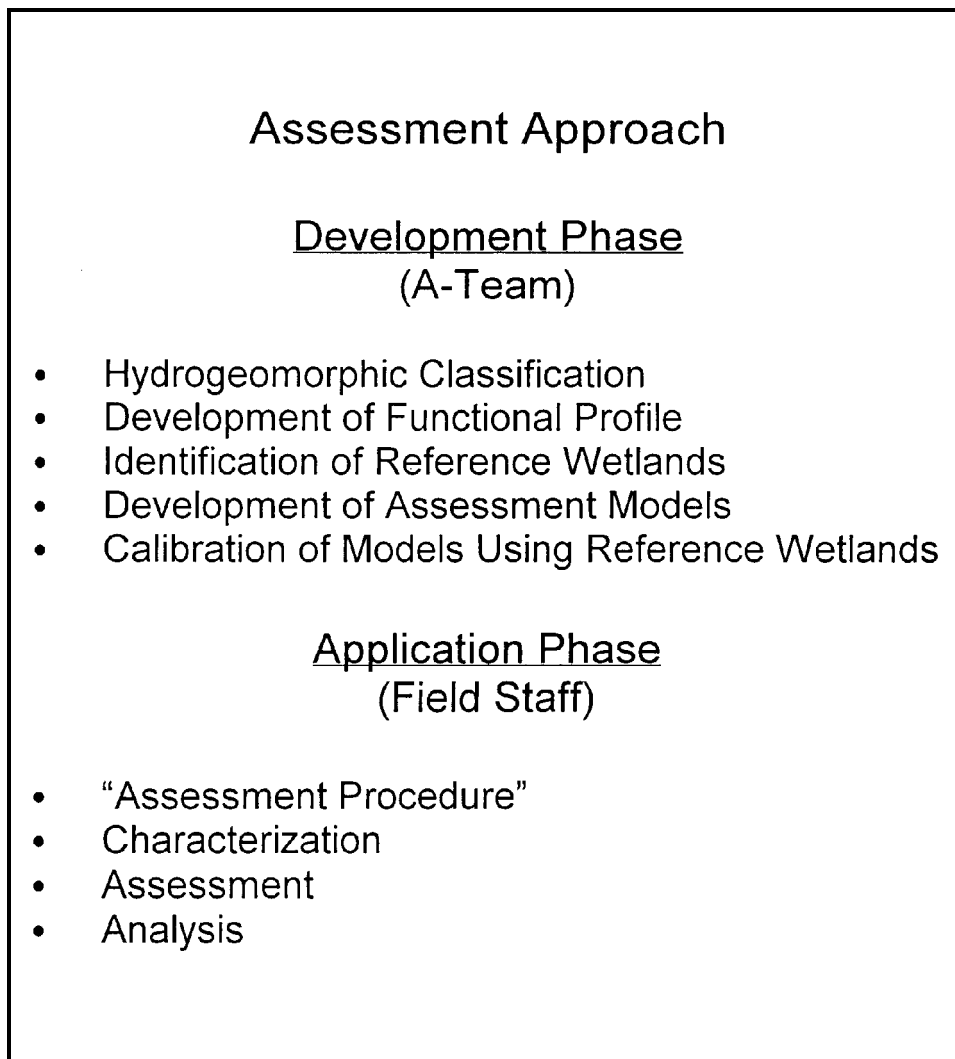 Assessment Approach
Development Phase
(A-Team)
• Hydrogeomorphic Classification
• Development of Functional Profile
• Identification of Reference Wetlands
• Development of Assessment Models
• Calibration of Models Using Reference Wetlands
Application Phase
(Field Staff)
• “Assessment Procedure”
• Characterization
• Assessment
• Analysis